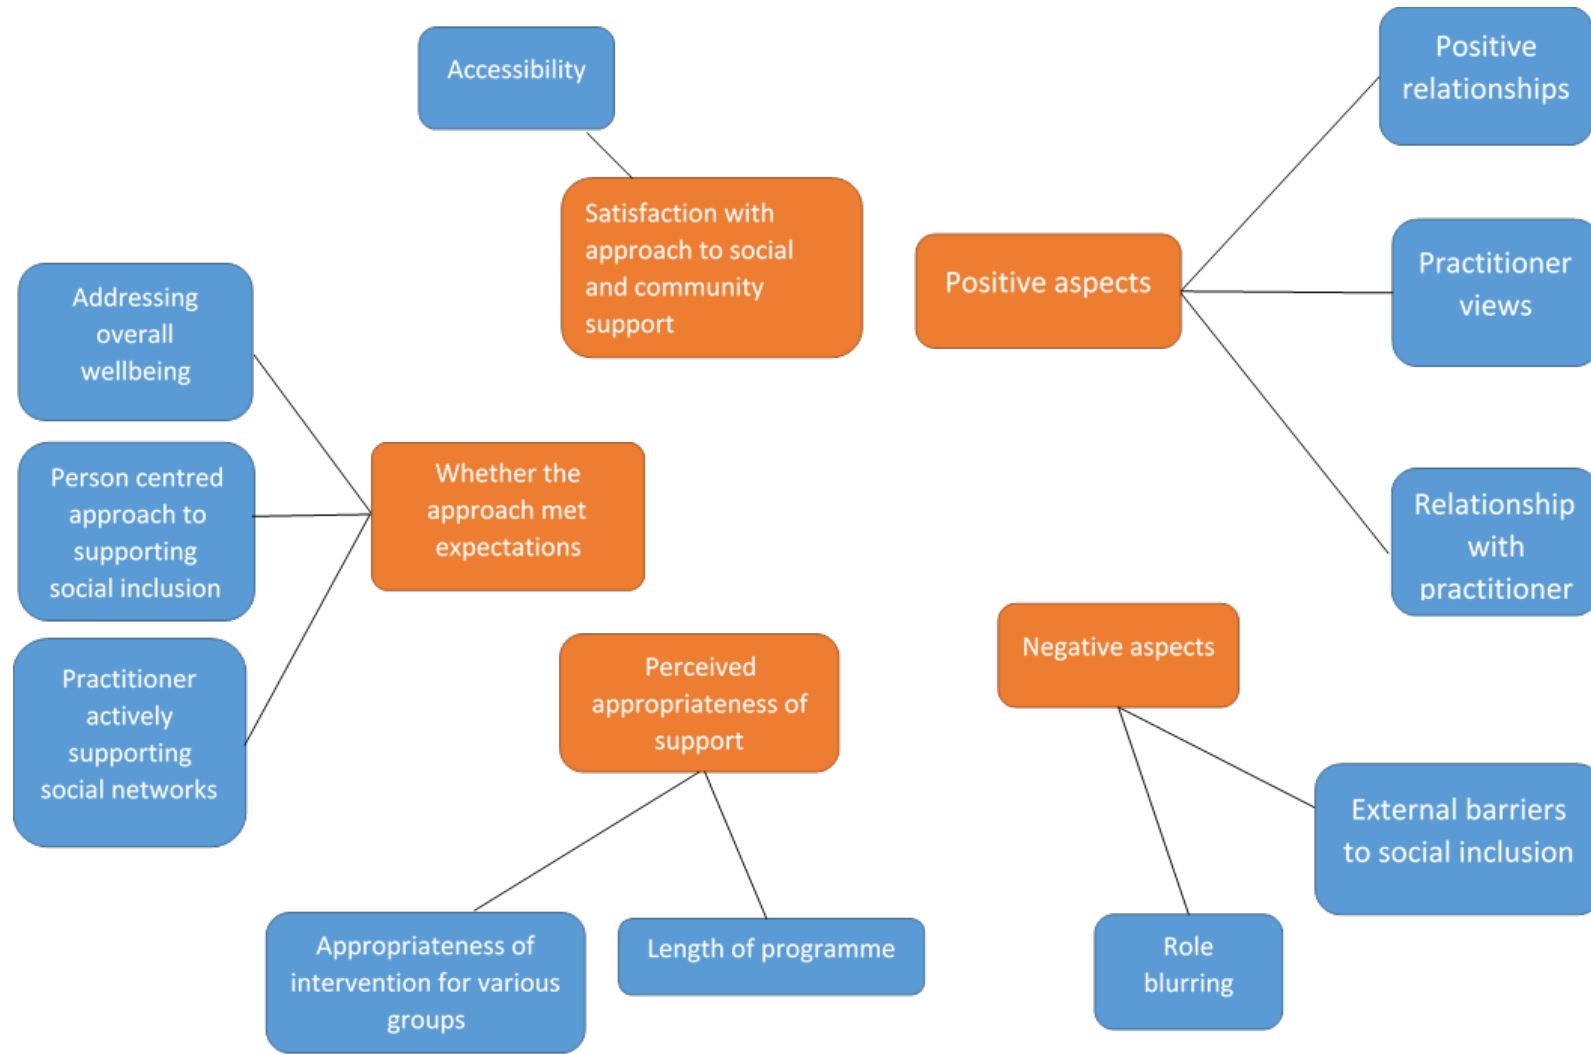 Accessibility
Satisfaction with
approach to social
and community
support
Positive aspects
Positive
relationships
Practitioner
views
Relationship
with
practitioner
Addressing
overall
wellbeing
Person centred
approach to
supporting
social inclusion
Practitioner
actively
supporting
social networks
Whether the
approach met
expectations
Perceived
appropriateness of
support
Appropriateness of
intervention for various
groups
Length of programme
Negative aspects
External barriers
to social inclusion
Role
blurring